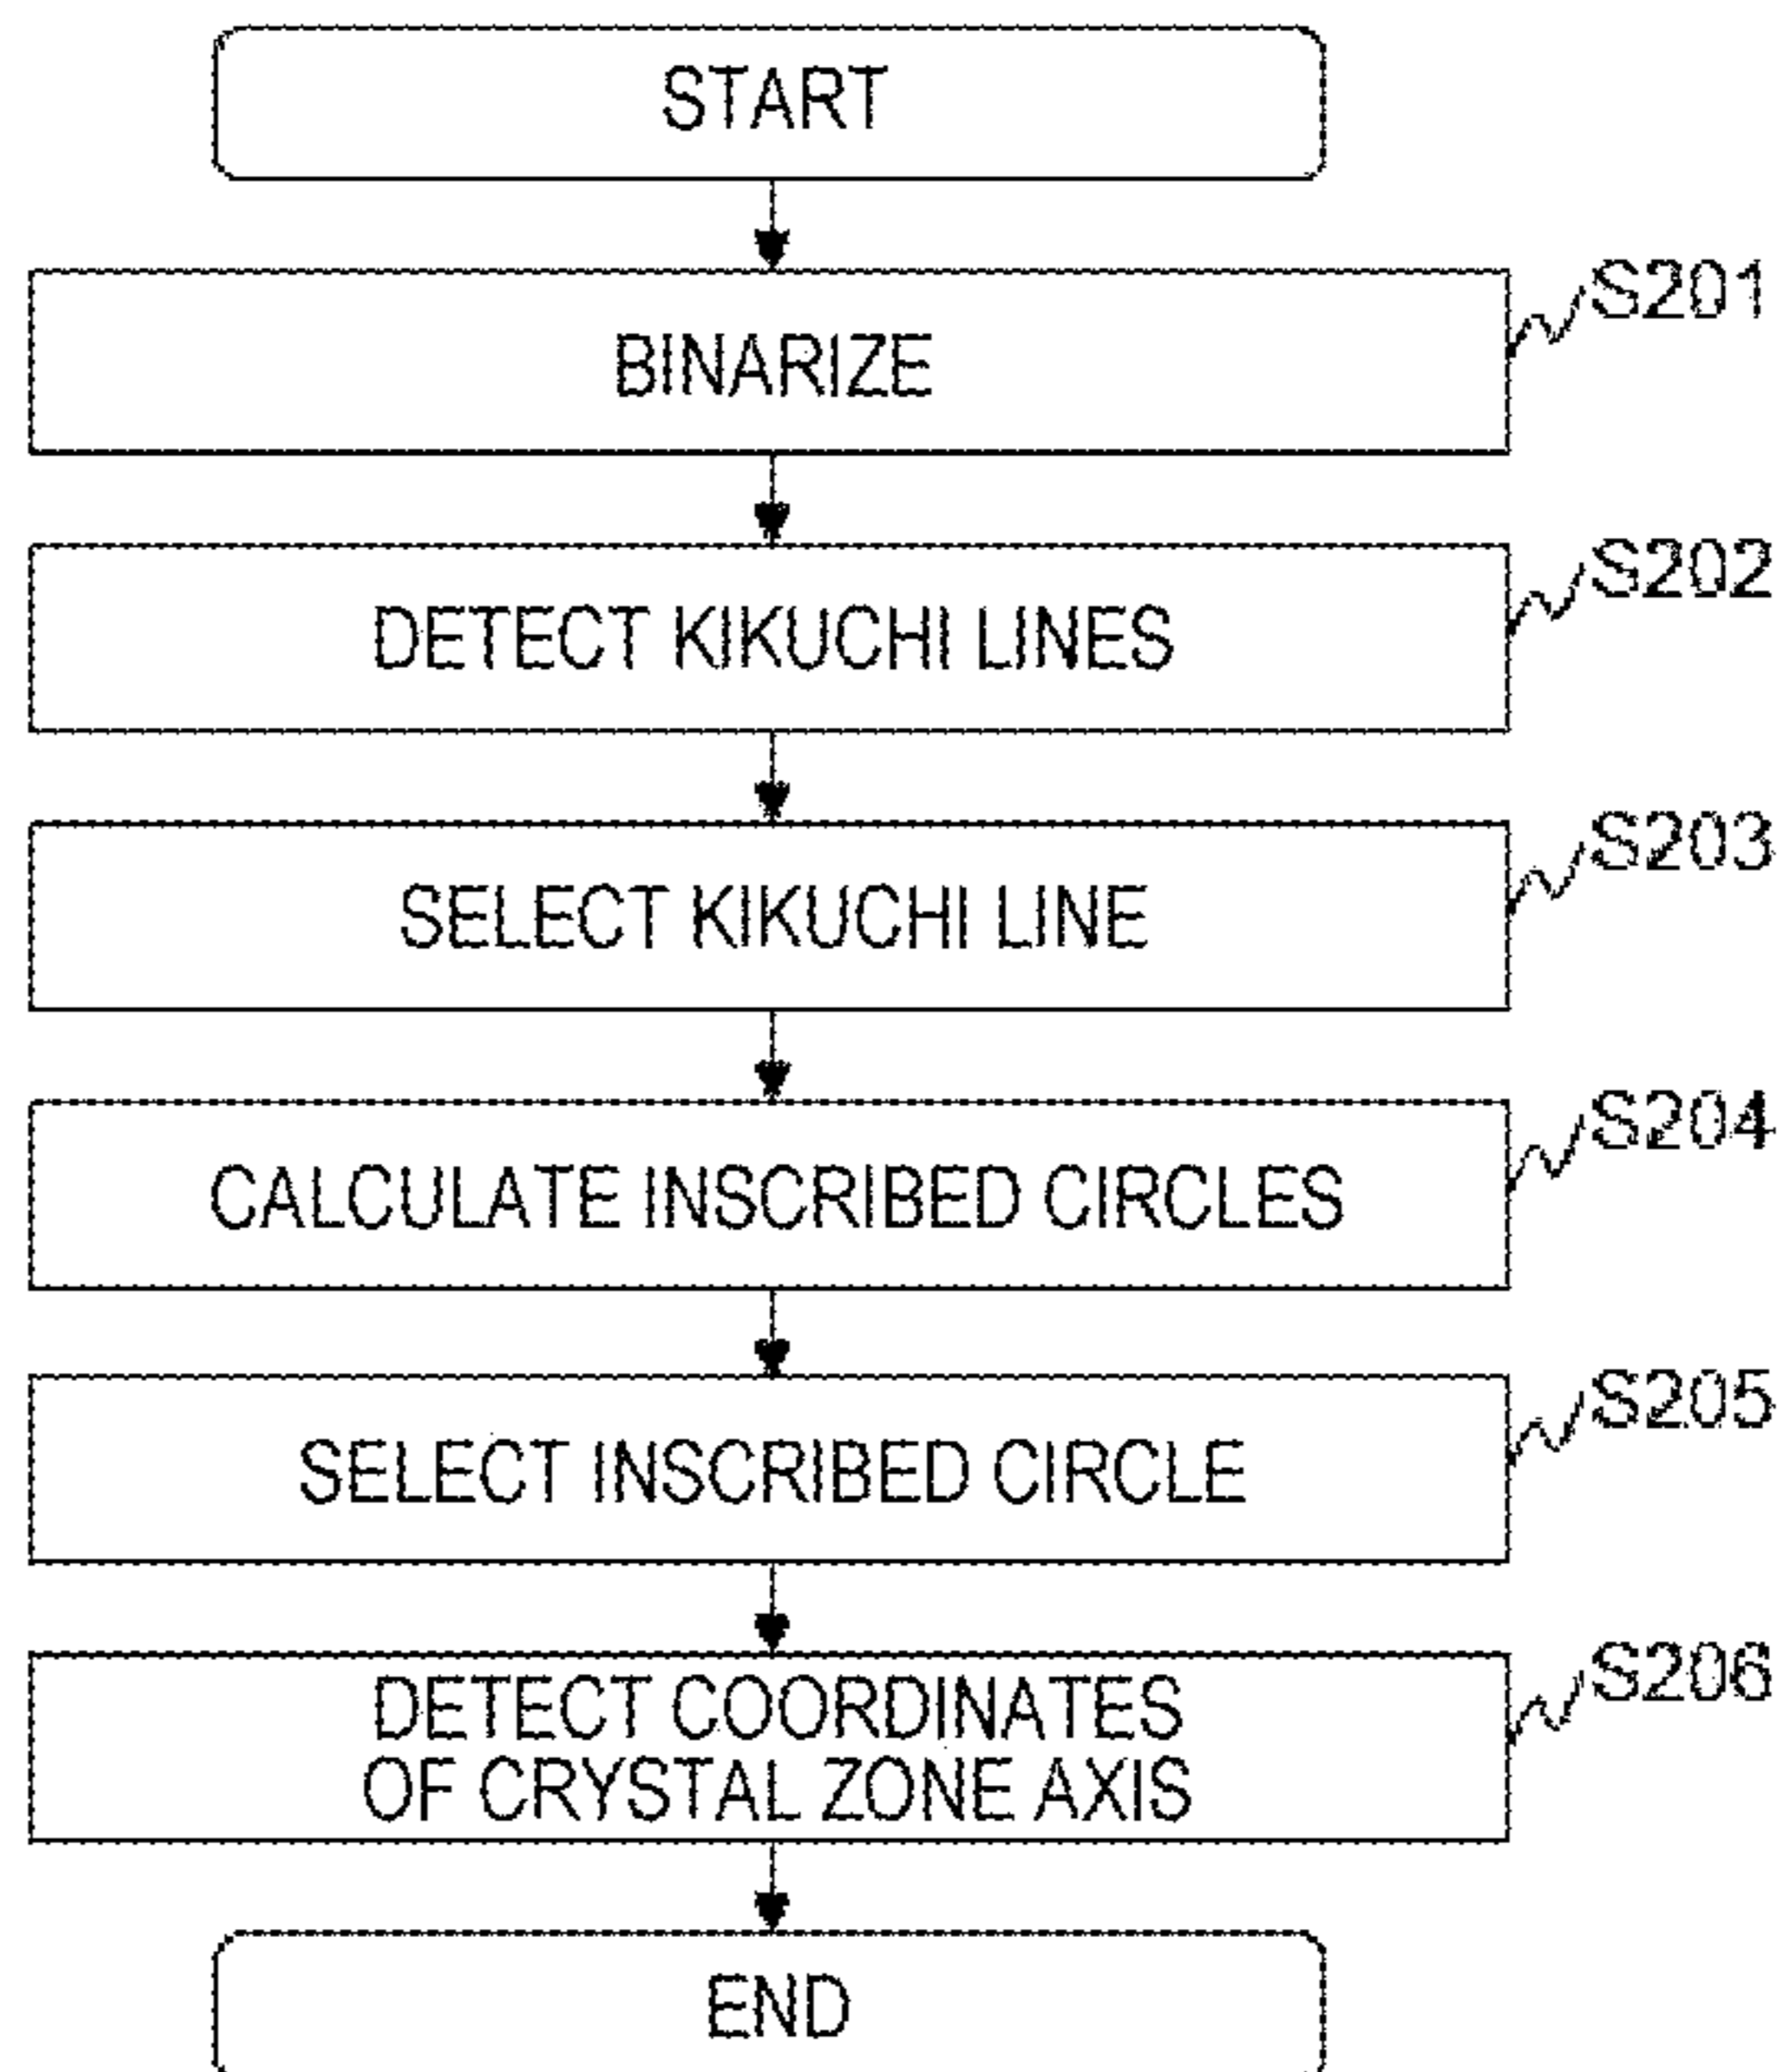 START
S201
BINARIZE
S202
DETECT KIKUCHI LINES
S203
SELECT KIKUCHI LINE
S204
CALCULATE INSCRIBED CIRCLES
S205
SELECT INSCRIBED CIRCLE
S206
DETECT COORDINATES
OF CRYSTAL ZONE AXIS
END